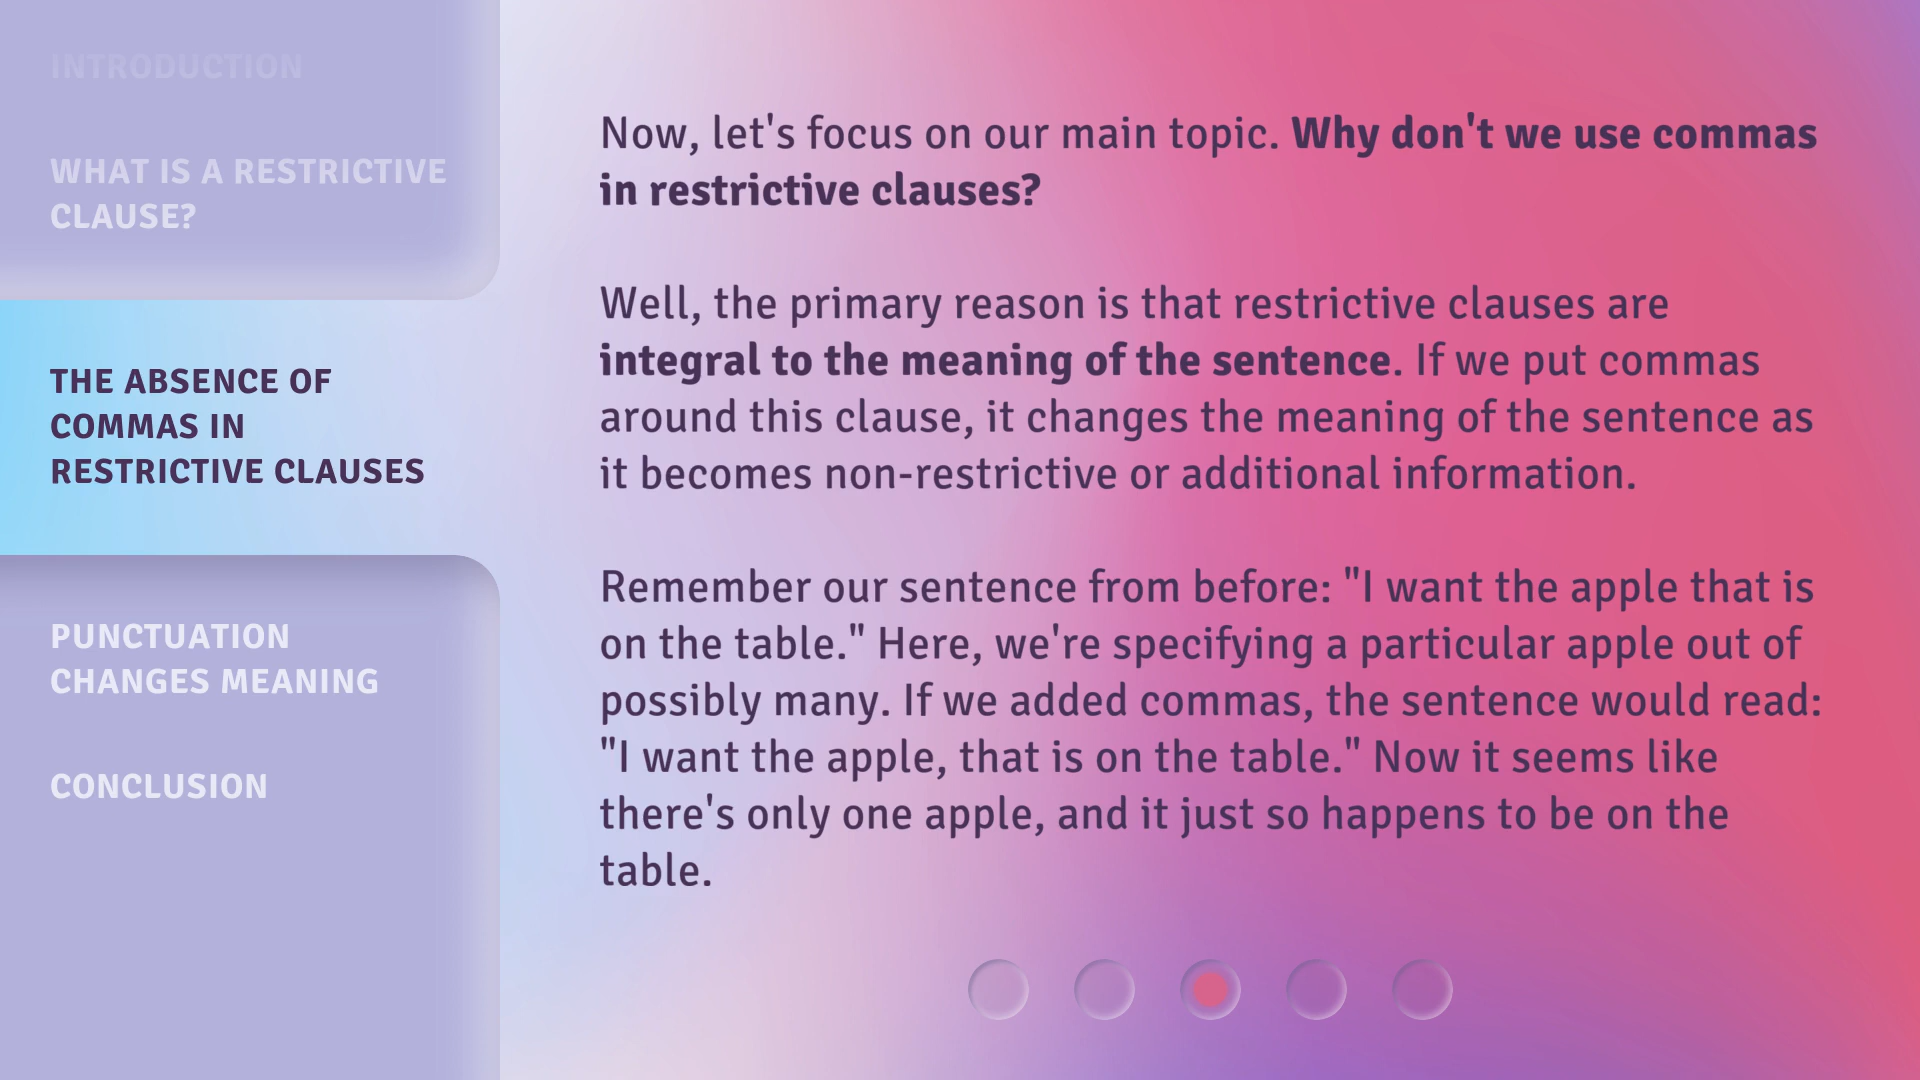 INTRODUCTION
WHAT IS A RESTRICTIVE
CLAUSE?
THE ABSENCE OF
COMMAS IN
RESTRICTIVE CLAUSES
PUNCTUATION
CHANGES MEANING
CONCLUSION
Now, let's focus on our main topic. Why don't we use commas
in restrictive clauses?
Well, the primary reason is that restrictive clauses are
integral to the meaning of the sentence. If we put commas
around this clause, it changes the meaning of the sentence as
it becomes non-restrictive or additional information.
Remember our sentence from before: "I want the apple that is
on the table." Here, we're specifying a particular apple out of
possibly many. If we added commas, the sentence would read:
"I want the apple, that is on the table." Now it seems like
there's only one apple, and it just so happens to be on the
table.